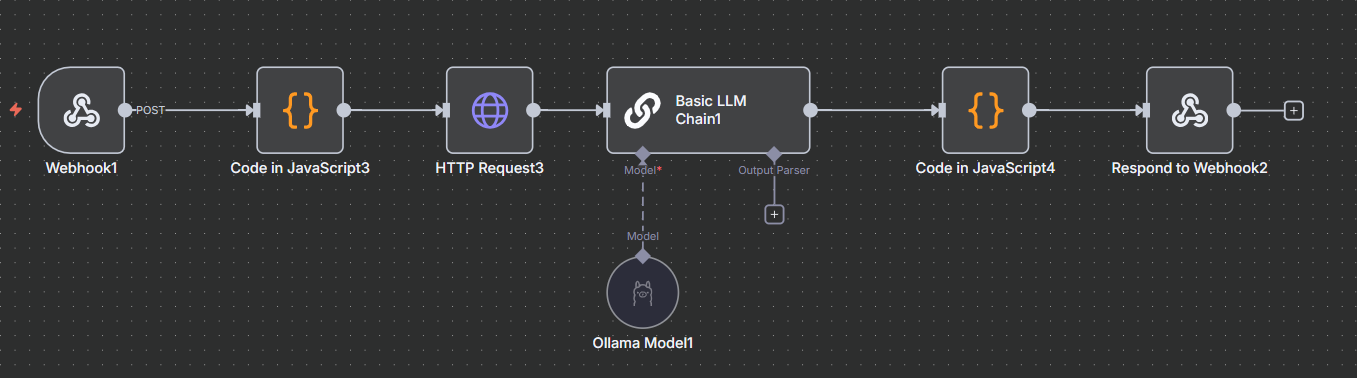 POST
Webhook1
Code in JavaScript3
HTTP Request3
Basic LLM
Chain1
Model*
Output Parser
Code in JavaScript4
Respond to Webhook2
Model
Ollama Model1